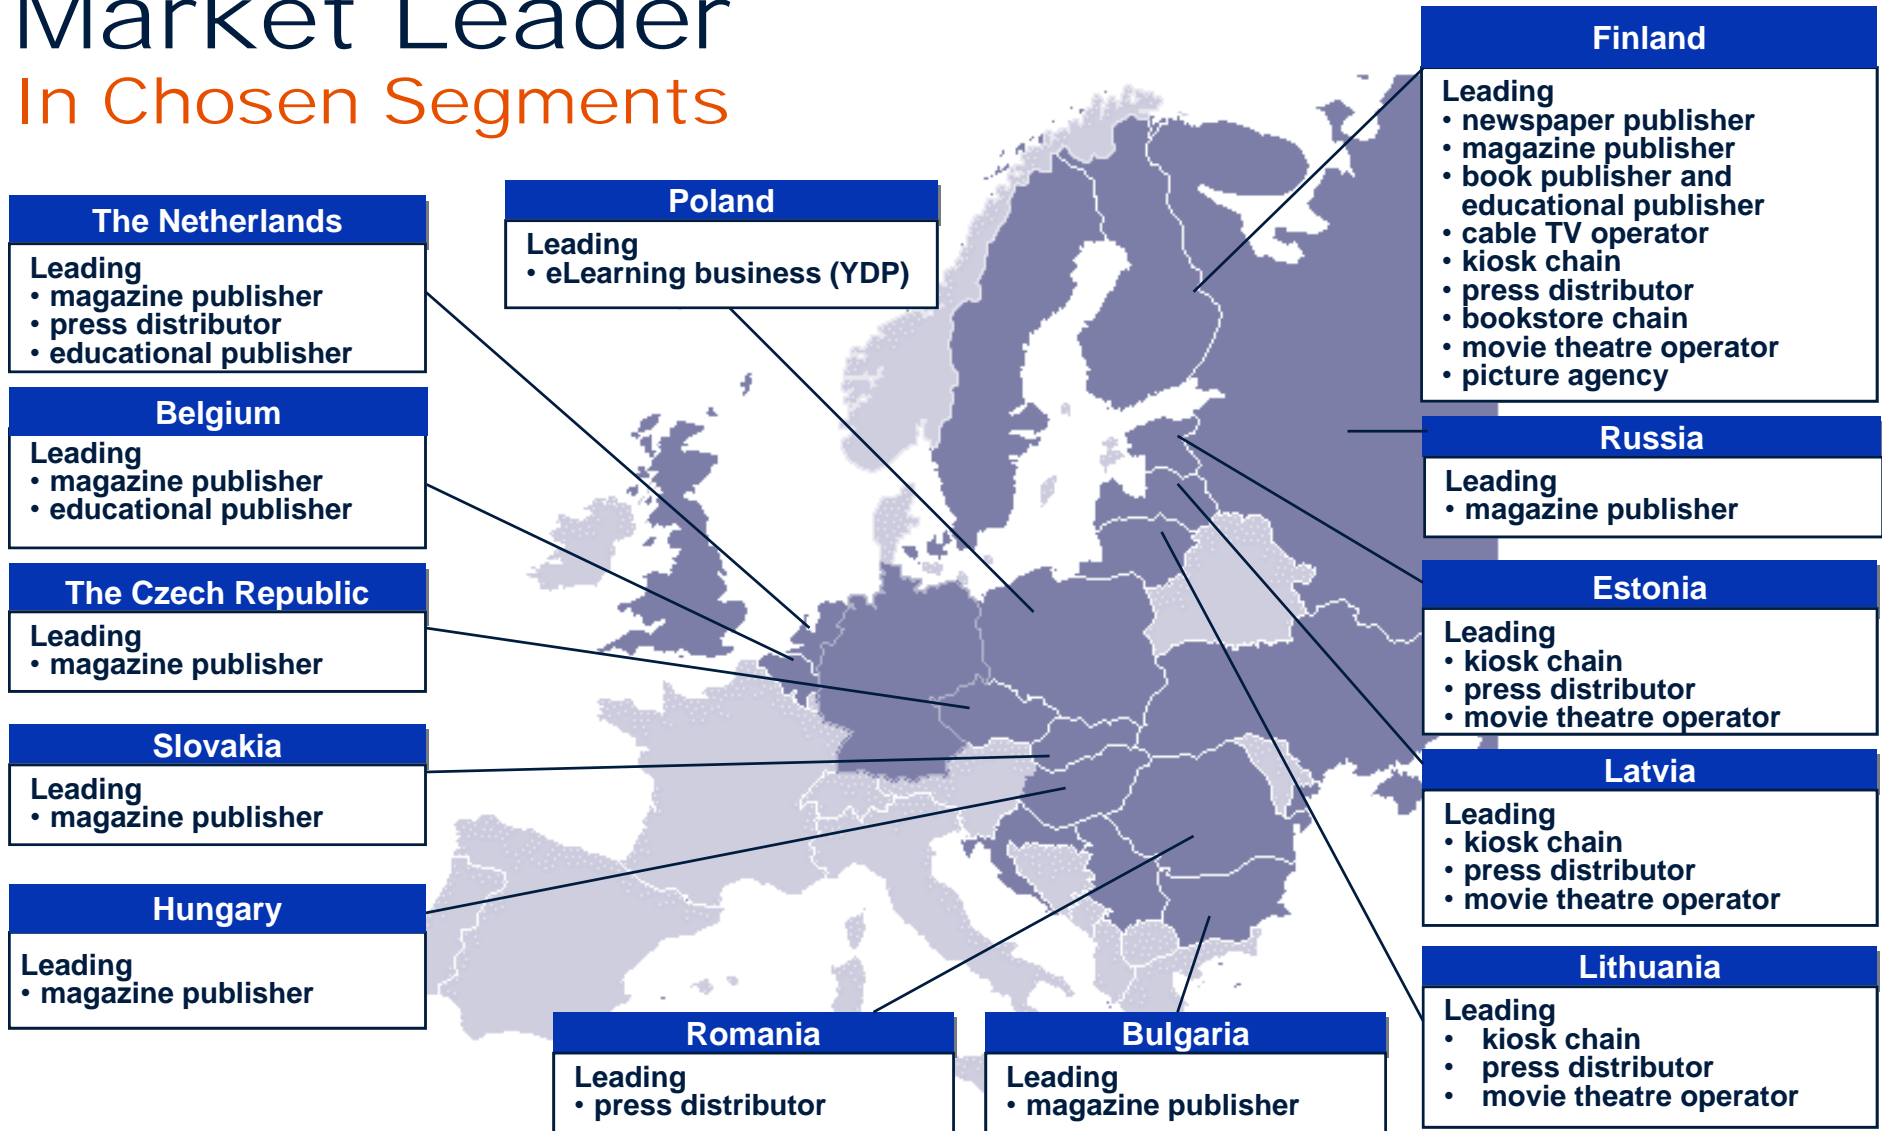 Market Leader
In Chosen Segments
The Netherlands
Leading
• magazine publisher
• press distributor
• educational publisher
Belgium
Leading
• magazine publisher
• educational publisher
The Czech Republic
Leading
• magazine publisher
Slovakia
Leading
• magazine publisher
Hungary
Leading
• magazine publisher
Poland
Leading
• eLearning business (YDP)
Romania
Leading
• press distributor
Bulgaria
Leading
• magazine publisher
Finland
Leading
• newspaper publisher
• magazine publisher
• book publisher and
educational publisher
• cable TV operator
• kiosk chain
• press distributor
• bookstore chain
• movie theatre operator
• picture agency
Russia
Leading
• magazine publisher
Estonia
Leading
• kiosk chain
• press distributor
• movie theatre operator
Latvia
Leading
• kiosk chain
• press distributor
• movie theatre operator
Lithuania
Leading
• kiosk chain
• press distributor
• movie theatre operator